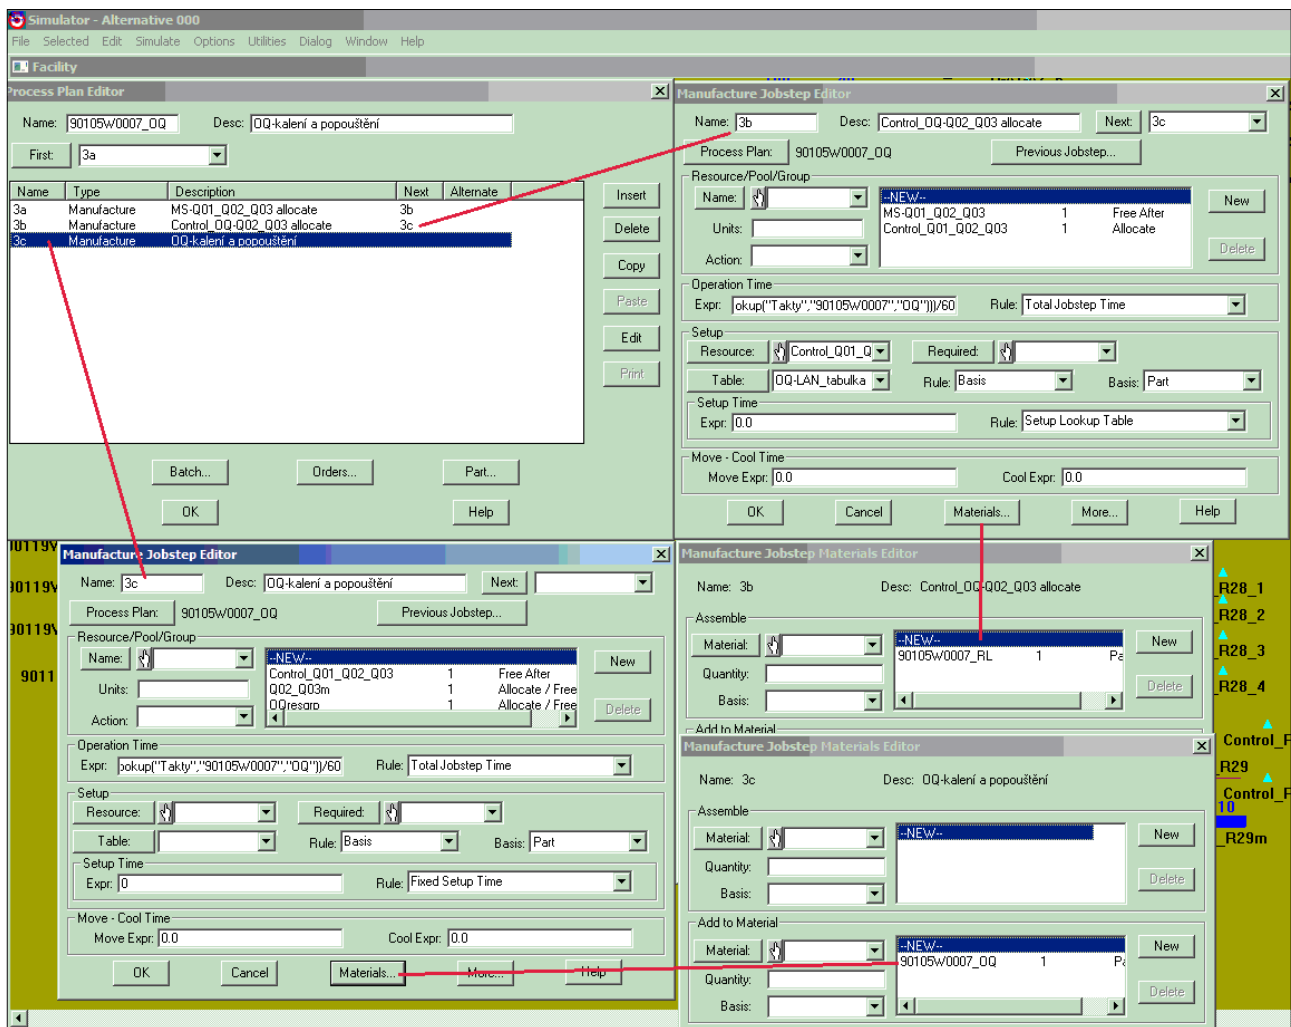 Simulator - Alternative 000
File Selected Edit Simulate Options Utilities Dialog Window Help
Facility
Process Plan Editor
Name: 90105W0007_OQ Desc: OQ-kalení a popouštění
First: 3a
Name Type Description Next Alternate
3a Manufacture MS-Q01_Q02_Q03 allocate 3b
3b Manufacture Control_OQ-Q02_Q03 allocate 3c
3c Manufacture OQ-kalení a popouštění
Insert
Delete
Copy
Paste
Edit
Print
Batch... Orders... Part...
OK Help
Manufacture Jobstep Editor
Name: 3b Desc: Control_OQ-Q02_Q03 allocate Next: 3c
Process Plan: 90105W0007_OQ Previous Jobstep...
Resource/Pool/Group
Name: --NEW-- New
MS-Q01_Q02_Q03 1 Free After
Units: Control_Q01_Q02_Q03 1 Allocate
Action: Delete
Operation Time
Expr: okup("Takty","90105W0007","OQ")))/60 Rule: Total Jobstep Time
Setup
Resource: Control_Q01_Q Required:
Table: OQ-LAN_tabulka Rule: Basis Basis: Part
Setup Time
Expr: 0.0 Rule: Setup Lookup Table
Move - Cool Time
Move Expr: 0.0 Cool Expr: 0.0
OK Cancel Materials... More... Help
Manufacture Jobstep Editor
Name: 3c Desc: OQ-kalení a popouštění Next:
Process Plan: 90105W0007_OQ Previous Jobstep...
Resource/Pool/Group
Name: --NEW-- New
Control_Q01_Q02_Q03 1 Free After
Units: Q02_Q03m 1 Allocate / Free
OQresgrp 1 Allocate / Free
Action: Delete
Operation Time
Expr: ookup("Takty","90105W0007","OQ"))/60 Rule: Total Jobstep Time
Setup
Resource: Required:
Table: Rule: Basis Basis: Part
Setup Time
Expr: 0 Rule: Fixed Setup Time
Move - Cool Time
Move Expr: 0.0 Cool Expr: 0.0
OK Cancel Materials... More... Help
Manufacture Jobstep Materials Editor
Name: 3b Desc: Control_OQ-Q02_Q03 allocate
Assemble
Material: --NEW-- New
90105W0007_RL 1 Pa
Quantity:
Basis: Delete
Add to Material
Manufacture Jobstep Materials Editor
Name: 3c Desc: OQ-kalení a popouštění
Assemble
Material: --NEW-- New
Quantity:
Basis: Delete
Add to Material
Material: --NEW-- New
90105W0007_OQ 1 Pa
Quantity:
Basis: Delete
90119V
90119V
9011
_R28_1
_R28_2
_R28_3
_R28_4
Control_F
_R29
Control_F
10
_R29m